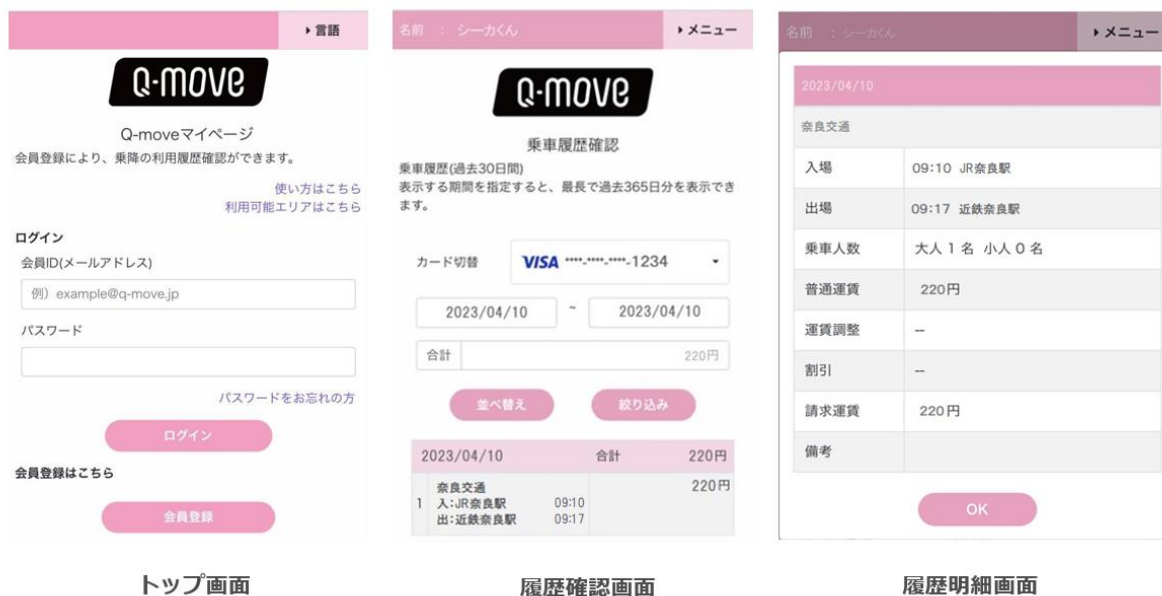 ▶言語
Q-move
Q-moveマイページ
会員登録により、乗降の利用履歴確認ができます。
使い方はこちら
利用可能エリアはこちら
ログイン
会員ID(メールアドレス)
例）example@q-move.jp
パスワード
パスワードをお忘れの方
ログイン
会員登録はこちら
会員登録
トップ画面
名前 ： シーカくん
▶メニュー
Q-move
乗車履歴確認
乗車履歴(過去30日間)
表示する期間を指定すると、最長で過去365日分を表示でき
ます。
カード切替 VISA ****-****-****-1234
2023/04/10 ~ 2023/04/10
合計 220円
並べ替え 絞り込み
2023/04/10 合計 220円
奈良交通 220円
1 入:JR奈良駅 09:10
出:近鉄奈良駅 09:17
履歴確認画面
名前 ：シーカくん
▶メニュー
2023/04/10
奈良交通
入場 09:10 JR奈良駅
出場 09:17 近鉄奈良駅
乗車人数 大人 1 名 小人 0 名
普通運賃 220円
運賃調整 --
割引 --
請求運賃 220円
備考
OK
履歴明細画面